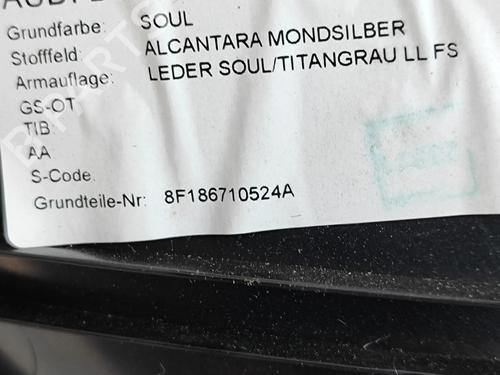 Grundfarbe: SOUL
Stofffeld: ALCANTARA MONDSILBER
Armauflage: LEDER SOUL/TITANGRAU LL FS
GS-OT
TIB
AA
S-Code.
Grundteile-Nr: 8F186710524A